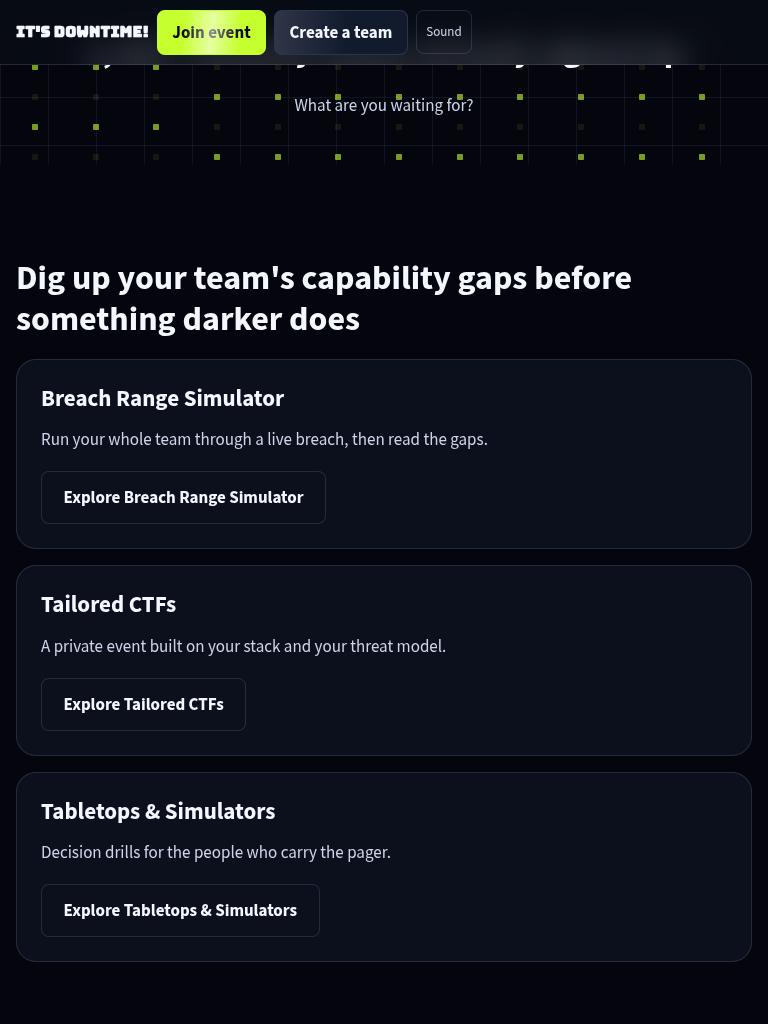 IT'S DOWNTIME!
Join event
Create a team
Sound
What are you waiting for?
Dig up your team's capability gaps before
something darker does
Breach Range Simulator
Run your whole team through a live breach, then read the gaps.
Explore Breach Range Simulator
Tailored CTFs
A private event built on your stack and your threat model.
Explore Tailored CTFs
Tabletops & Simulators
Decision drills for the people who carry the pager.
Explore Tabletops & Simulators